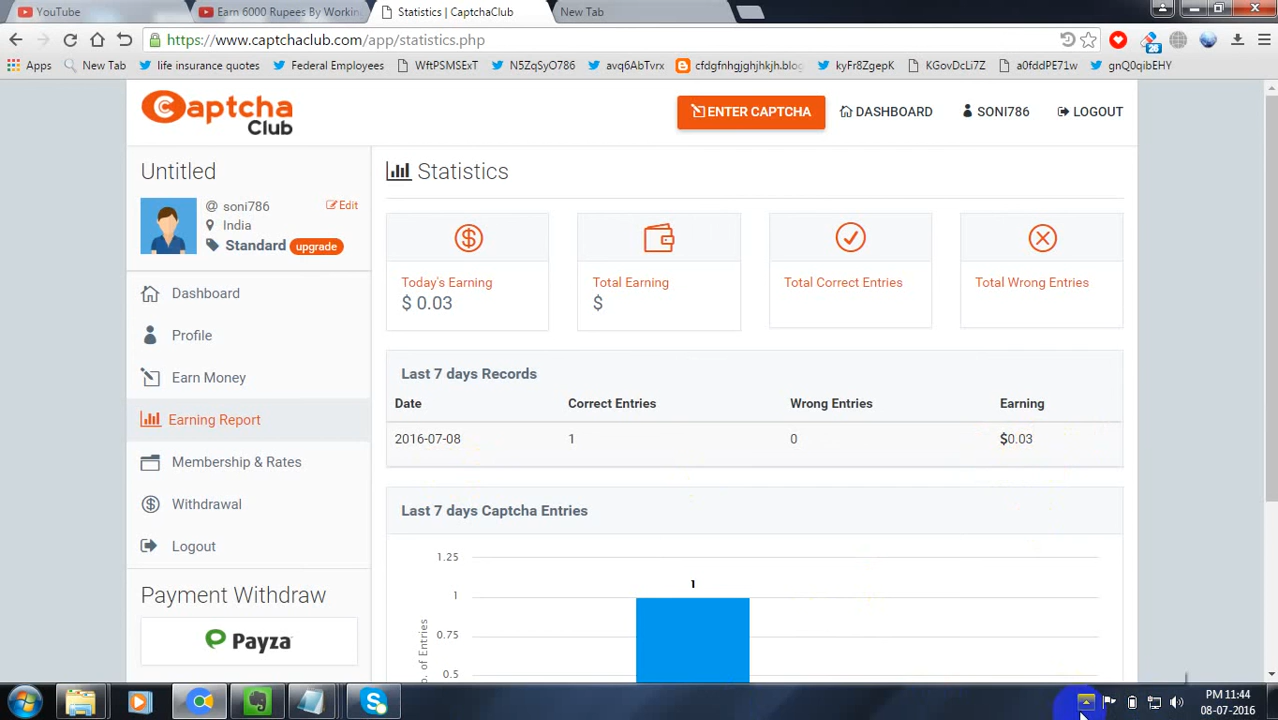 YouTube
Earn 6000 Rupees By Workin
Statistics | CaptchaClub
New Tab
https://www.captchaclub.com/app/statistics.php
Apps
New Tab
life insurance quotes
Federal Employees
WftPSMSExT
N5ZqSyO786
avq6AbTvrx
cfdgfnhgjghjhkjh.blog
kyFr8ZgepK
KGovDcLi7Z
a0fddPE71w
gnQ0qibEHY
26
Captcha
Club
ENTER CAPTCHA
DASHBOARD
SONI786
LOGOUT
Untitled
@ soni786
Edit
India
Standard upgrade
Dashboard
Profile
Earn Money
Earning Report
Membership & Rates
Withdrawal
Logout
Payment Withdraw
Payza
Statistics
Today's Earning
$ 0.03
Total Earning
$
Total Correct Entries
Total Wrong Entries
Last 7 days Records
Date Correct Entries Wrong Entries Earning
2016-07-08 1 0 $0.03
Last 7 days Captcha Entries
1.25
1
0.75
0.5
of Entries
1
PM 11:44
08-07-2016